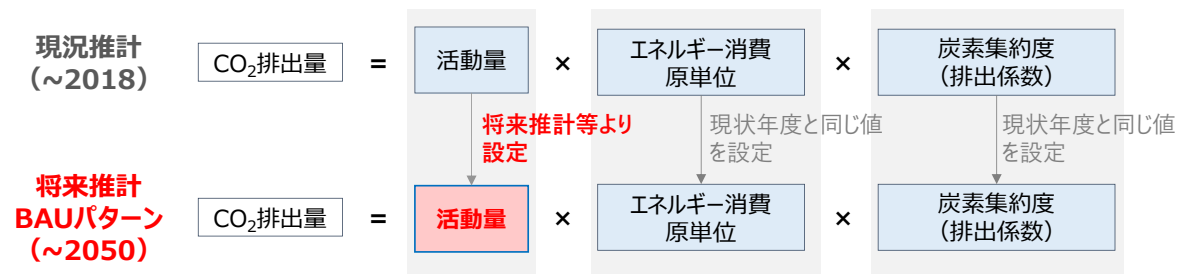 現況推計
（~2018）
CO₂排出量
=
活動量
×
エネルギー消費
原単位
×
炭素集約度
（排出係数）
将来推計等より
設定
現状年度と同じ値
を設定
現状年度と同じ値
を設定
将来推計
BAUパターン
（~2050）
CO₂排出量
=
活動量
×
エネルギー消費
原単位
×
炭素集約度
（排出係数）